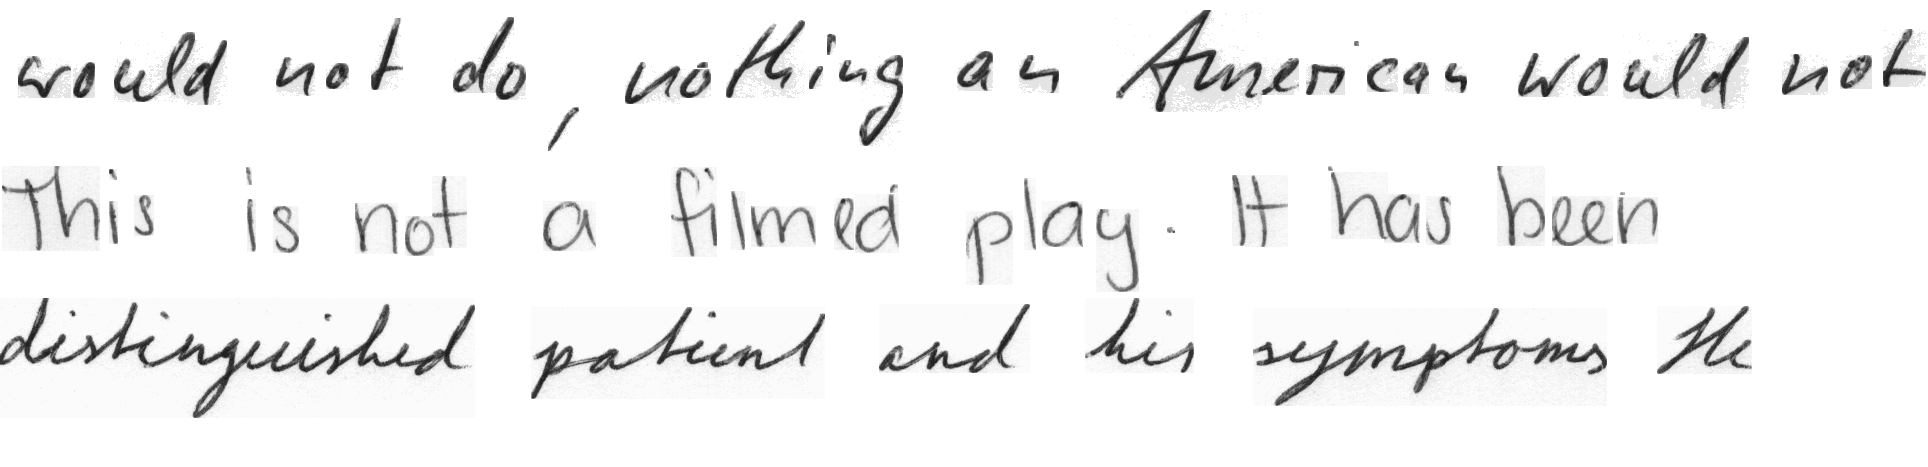 would not do, nothing an American would not
This is not a filmed play. It has been
distinguished patient and his symptoms the